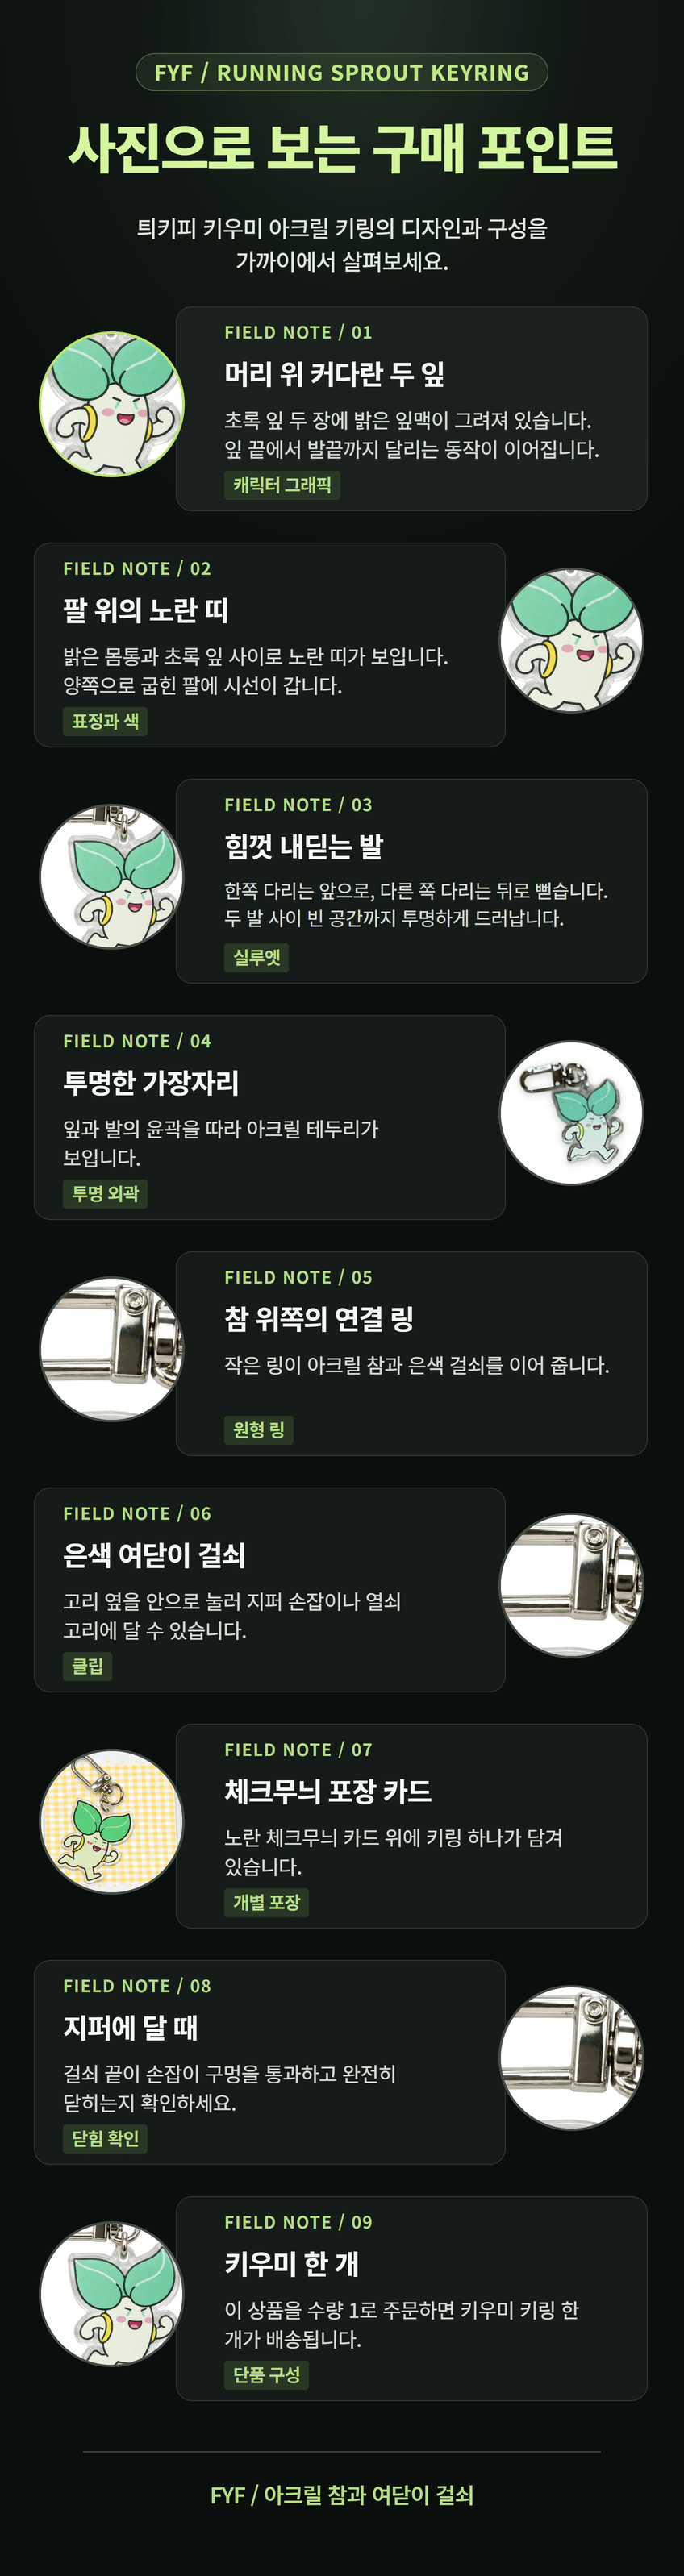 FYF / RUNNING SPROUT KEYRING
사진으로 보는 구매 포인트
틔키피 키우미 아크릴 키링의 디자인과 구성을
가까이에서 살펴보세요.
FIELD NOTE / 01
머리 위 커다란 두 잎
초록 잎 두 장에 밝은 잎맥이 그려져 있습니다.
잎 끝에서 발끝까지 달리는 동작이 이어집니다.
캐릭터 그래픽
FIELD NOTE / 02
팔 위의 노란 띠
밝은 몸통과 초록 잎 사이로 노란 띠가 보입니다.
양쪽으로 굽힌 팔에 시선이 갑니다.
표정과 색
FIELD NOTE / 03
힘껏 내딛는 발
한쪽 다리는 앞으로, 다른 쪽 다리는 뒤로 뻗습니다.
두 발 사이 빈 공간까지 투명하게 드러납니다.
실루엣
FIELD NOTE / 04
투명한 가장자리
잎과 발의 윤곽을 따라 아크릴 테두리가
보입니다.
투명 외곽
FIELD NOTE / 05
참 위쪽의 연결 링
작은 링이 아크릴 참과 은색 걸쇠를 이어 줍니다.
원형 링
FIELD NOTE / 06
은색 여닫이 걸쇠
고리 옆을 안으로 눌러 지퍼 손잡이나 열쇠
고리에 달 수 있습니다.
클립
FIELD NOTE / 07
체크무늬 포장 카드
노란 체크무늬 카드 위에 키링 하나가 담겨
있습니다.
개별 포장
FIELD NOTE / 08
지퍼에 달 때
걸쇠 끝이 손잡이 구멍을 통과하고 완전히
닫히는지 확인하세요.
닫힘 확인
FIELD NOTE / 09
키우미 한 개
이 상품을 수량 1로 주문하면 키우미 키링 한
개가 배송됩니다.
단품 구성
FYF / 아크릴 참과 여닫이 걸쇠